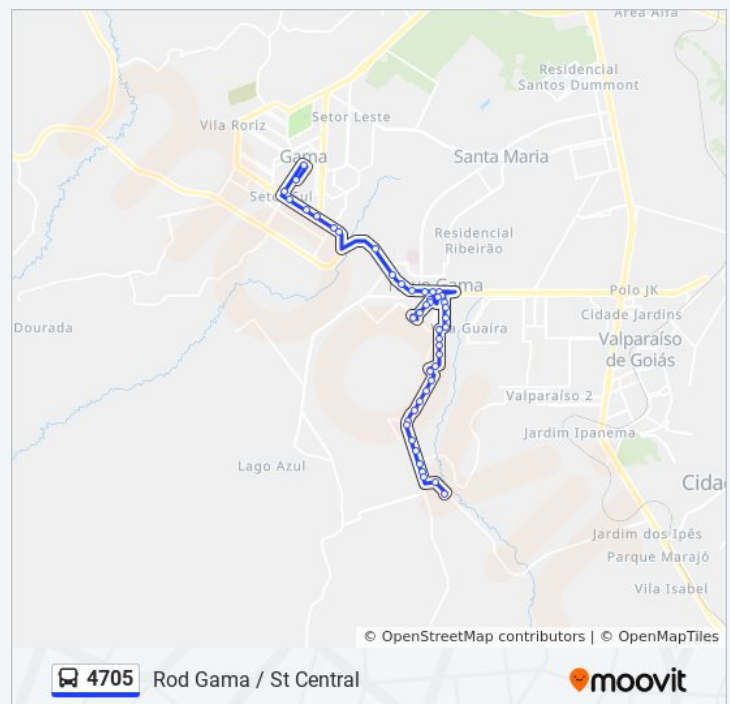 Área Alfa
Residencial
Santos Dummont
Vila Roriz
Setor Leste
Gama
Santa Maria
Setor Sul
Residencial
Ribeirão
Novo Gama
Polo JK
Dourada
Cidade Jardins
Vila Guaíra
Valparaíso
de Goiás
Valparaíso 2
Jardim Ipanema
Lago Azul
Cidad
Jardim dos Ipês
Parque Marajó
Vila Isabel
© OpenStreetMap contributors | © OpenMapTiles
4705 Rod Gama / St Central
moovit